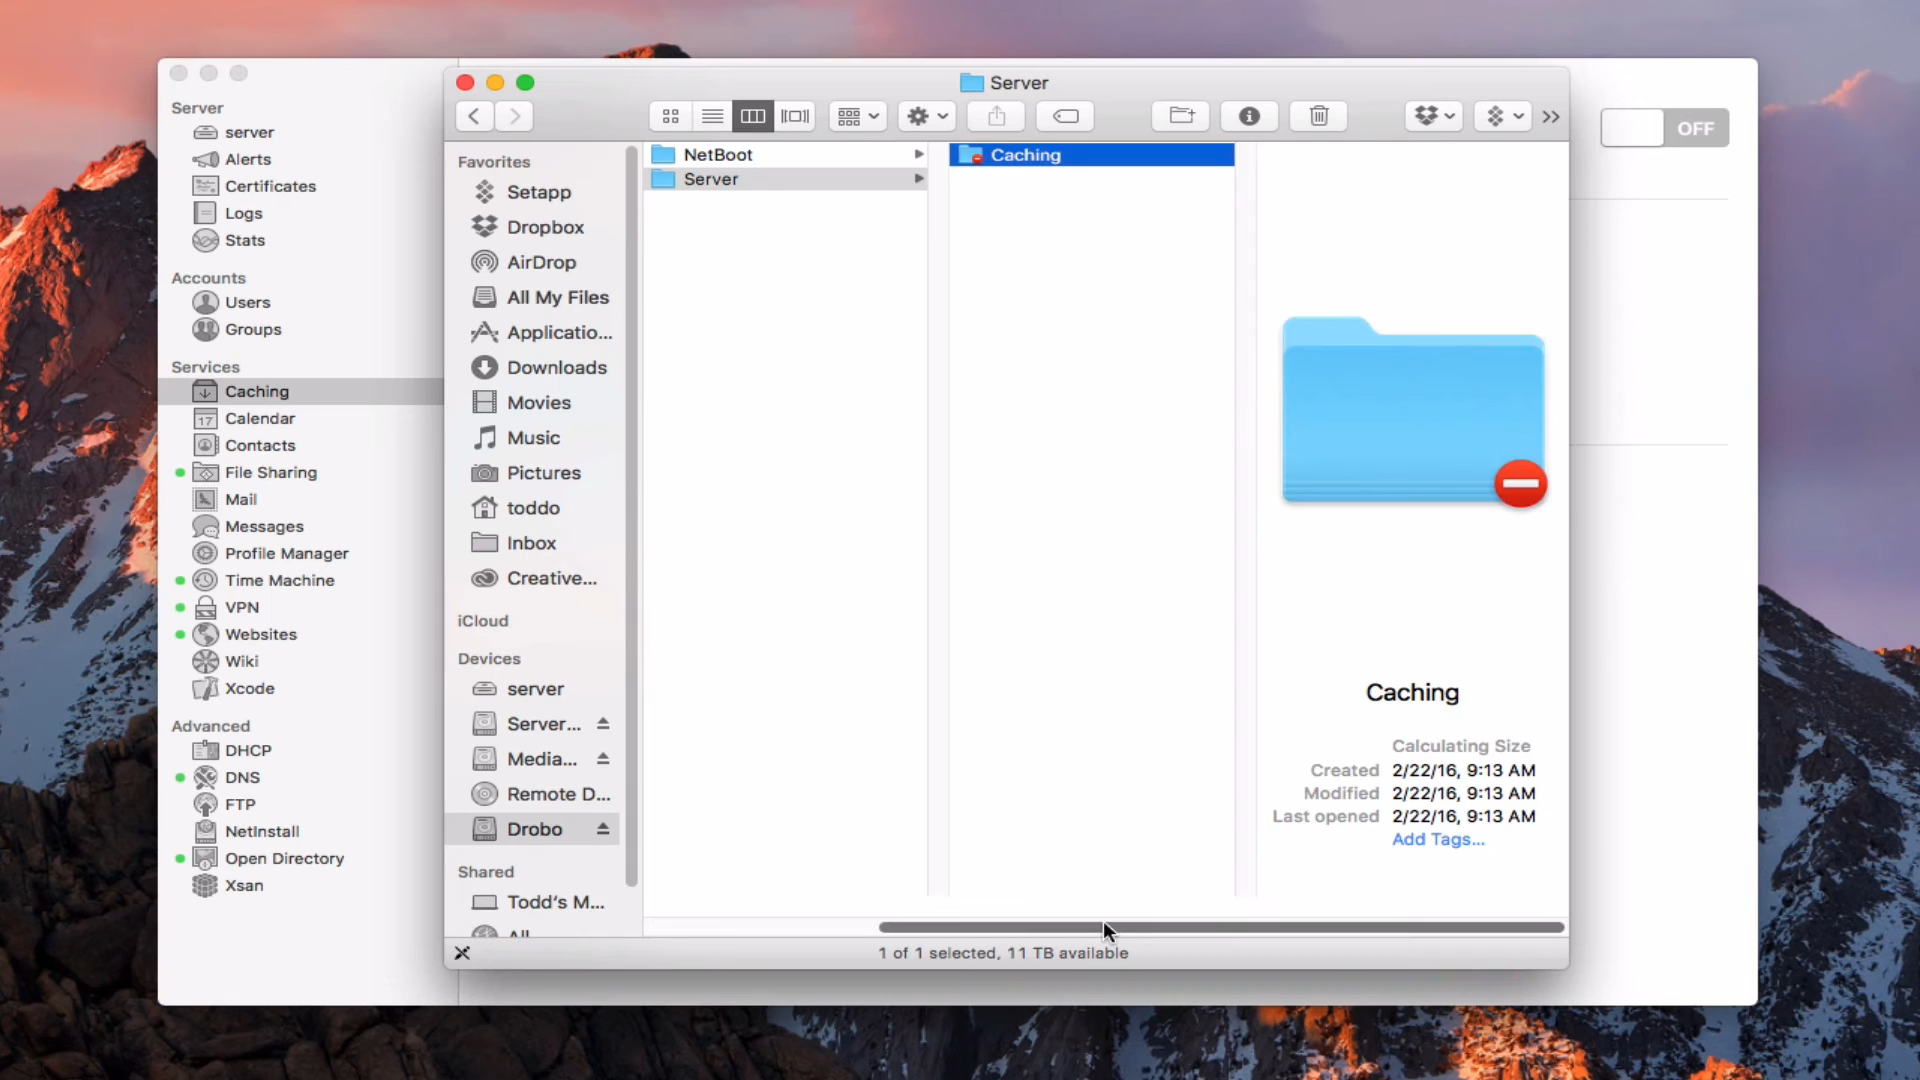 Server
server
Alerts
Certificates
Logs
Stats
Accounts
Users
Groups
Services
Caching
17
Calendar
Contacts
File Sharing
Mail
Messages
Profile Manager
Time Machine
VPN
Websites
Wiki
Xcode
Advanced
DHCP
DNS
FTP
NetInstall
Open Directory
Xsan
Server
Favorites
Setapp
Dropbox
AirDrop
All My Files
Applicatio...
Downloads
Movies
Music
Pictures
toddo
Inbox
Creative...
iCloud
Devices
server
Server...
Media...
Remote D...
Drobo
Shared
Todd's M...
All
NetBoot
Server
Caching
Caching
Calculating Size
Created 2/22/16, 9:13 AM
Modified 2/22/16, 9:13 AM
Last opened 2/22/16, 9:13 AM
Add Tags...
1 of 1 selected, 11 TB available
OFF